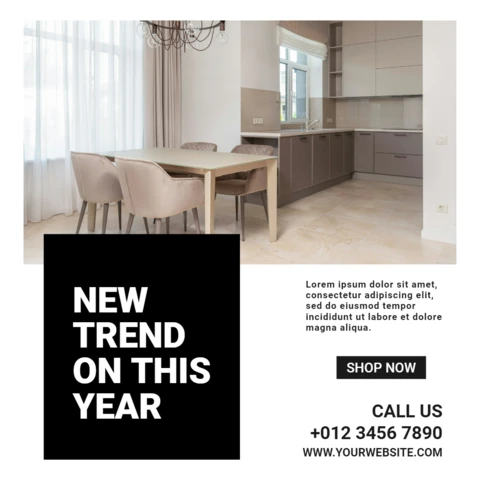 NEW
TREND
ON THIS
YEAR
Lorem ipsum dolor sit amet,
consectetur adipiscing elit,
sed do eiusmod tempor
incididunt ut labore et dolore
magna aliqua.
SHOP NOW
CALL US
+012 3456 7890
WWW.YOURWEBSITE.COM